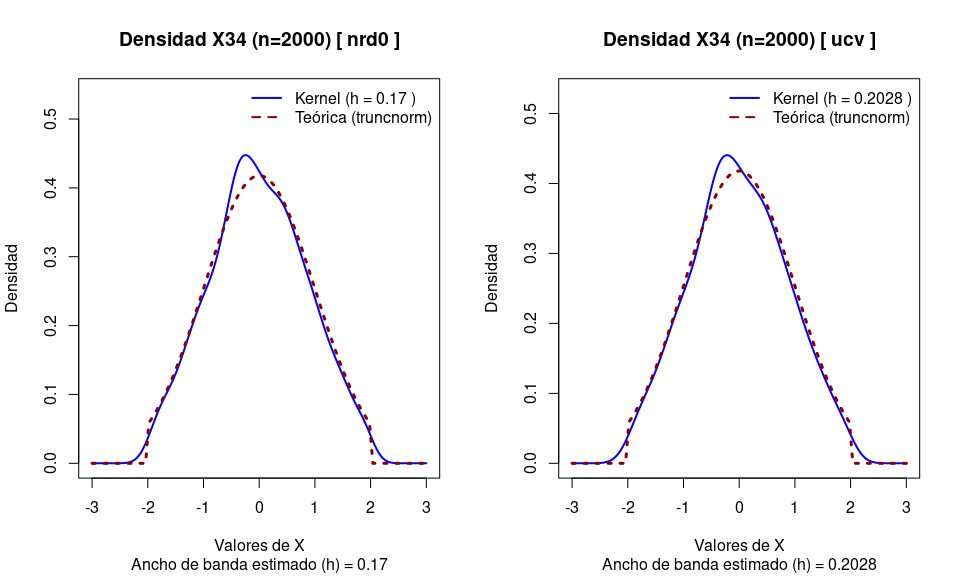 Densidad X34 (n=2000) [ nrd0 ]
Kernel (h = 0.17 )
Teórica (truncnorm)
Densidad
0.0
0.1
0.2
0.3
0.4
0.5
-3
-2
-1
0
1
2
3
Valores de X
Ancho de banda estimado (h) = 0.17
Densidad X34 (n=2000) [ ucv ]
Kernel (h = 0.2028 )
Teórica (truncnorm)
Densidad
0.0
0.1
0.2
0.3
0.4
0.5
-3
-2
-1
0
1
2
3
Valores de X
Ancho de banda estimado (h) = 0.2028